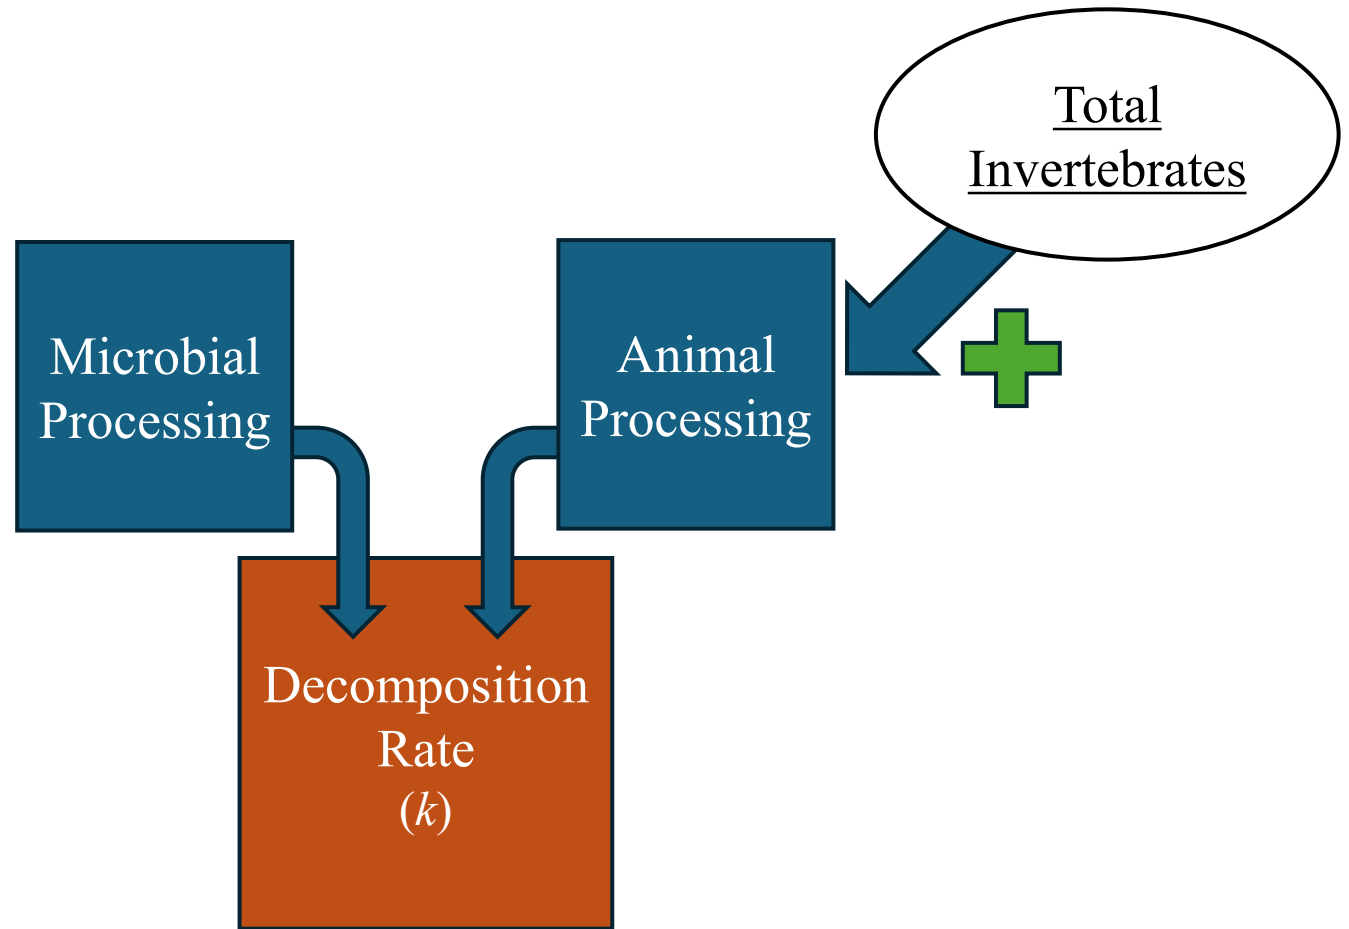 Total
Invertebrates
Microbial
Processing
Animal
Processing
Decomposition
Rate
(k)